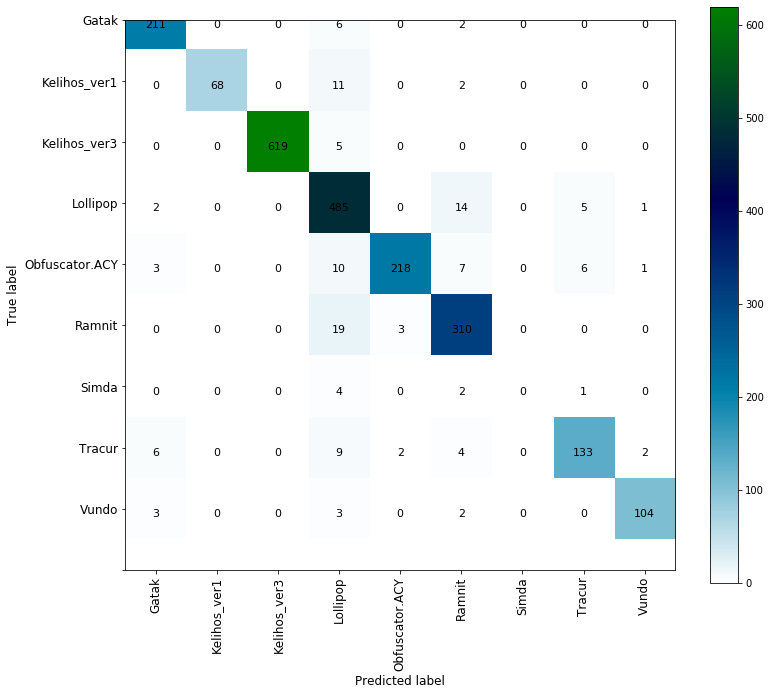 Gatak 211 0 0 6 0 2 0 0 0
Kelihos_ver1 0 68 0 11 0 2 0 0 0
Kelihos_ver3 0 0 619 5 0 0 0 0 0
Lollipop 2 0 0 485 0 14 0 5 1
Obfuscator.ACY 3 0 0 10 218 7 0 6 1
Ramnit 0 0 0 19 3 310 0 0 0
Simda 0 0 0 4 0 2 0 1 0
Tracur 6 0 0 9 2 4 0 133 2
Vundo 3 0 0 3 0 2 0 0 104
True label
Gatak
Kelihos_ver1
Kelihos_ver3
Lollipop
Obfuscator.ACY
Ramnit
Simda
Tracur
Vundo
Predicted label
600
500
400
300
200
100
0